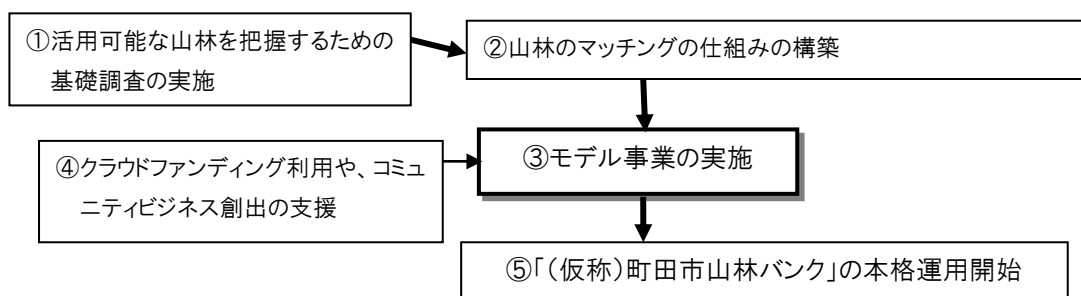 ①活用可能な山林を把握するための
基礎調査の実施
②山林のマッチングの仕組みの構築
③モデル事業の実施
④クラウドファンディング利用や、コミュ
ニティビジネス創出の支援
⑤「（仮称）町田市山林バンク」の本格運用開始